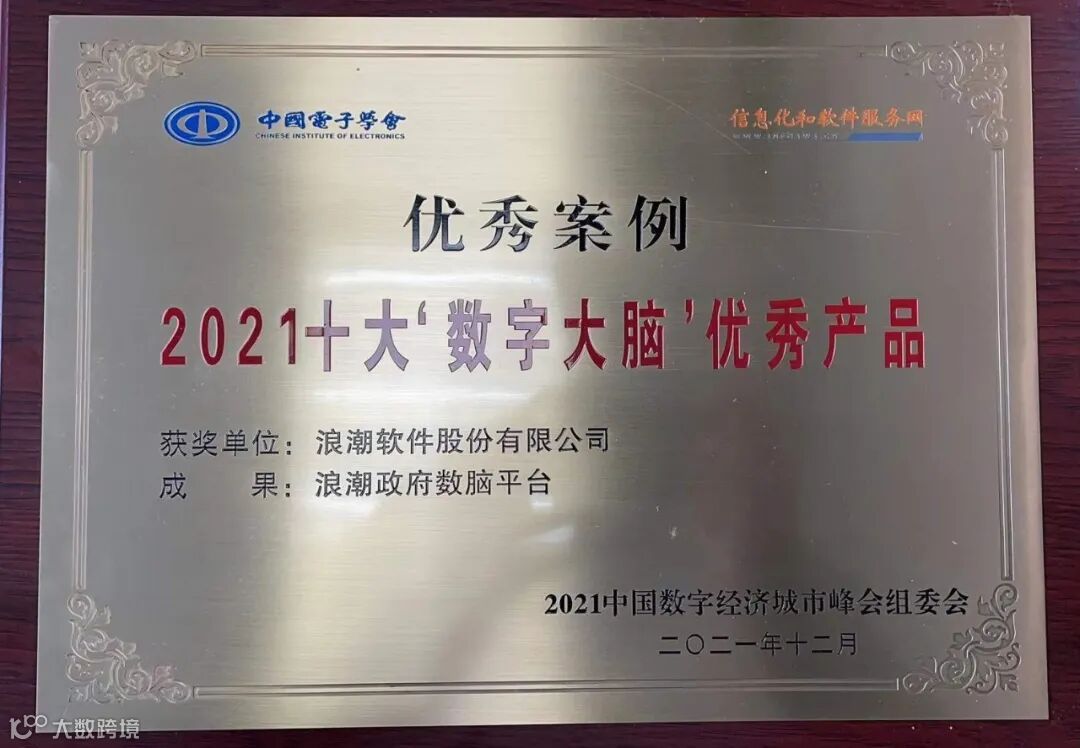 中國電子學會
CHINESE INSTITUTE OF ELECTRONICS
信息化和软件服务网
优秀案例
2021十大‘数字大脑’优秀产品
获奖单位：浪潮软件股份有限公司
成 果：浪潮政府数脑平台
2021中国数字经济城市峰会组委会
二〇二一年十二月
大数跨境